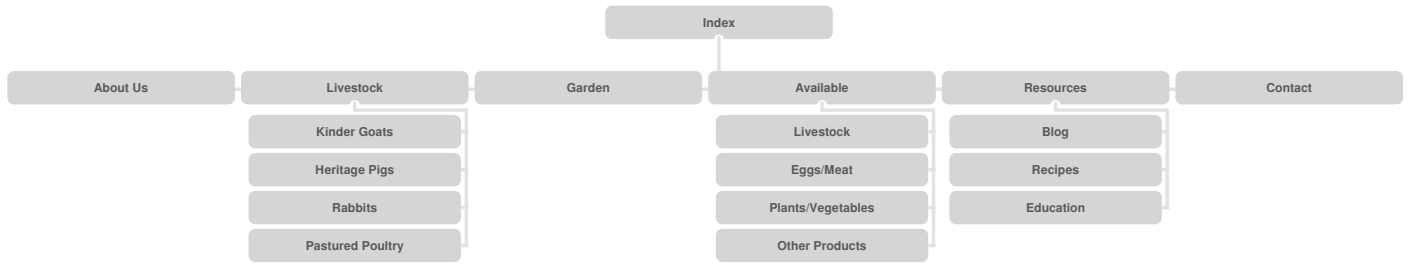 Index
About Us
Livestock
Garden
Available
Resources
Contact
Kinder Goats
Heritage Pigs
Rabbits
Pastured Poultry
Livestock
Eggs/Meat
Plants/Vegetables
Other Products
Blog
Recipes
Education